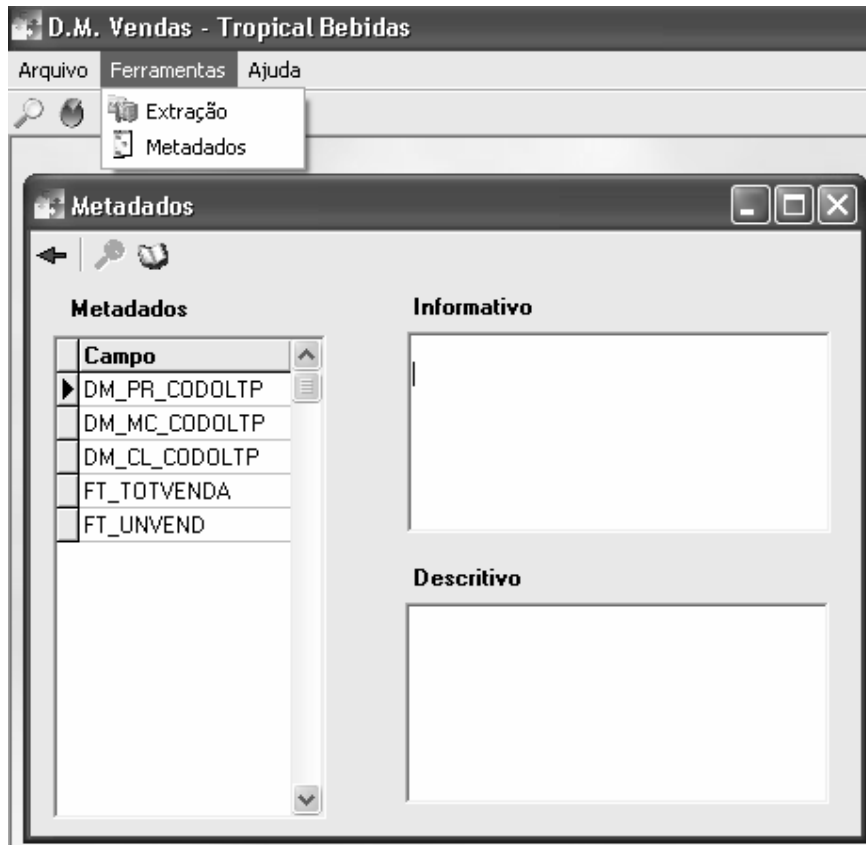 D.M. Vendas - Tropical Bebidas
Arquivo Ferramentas Ajuda
Extração
Metadados
Metadados
Metadados
Campo
DM_PR_CODOLTP
DM_MC_CODOLTP
DM_CL_CODOLTP
FT_TOTVENDA
FT_UNVEND
Informativo
Descritivo